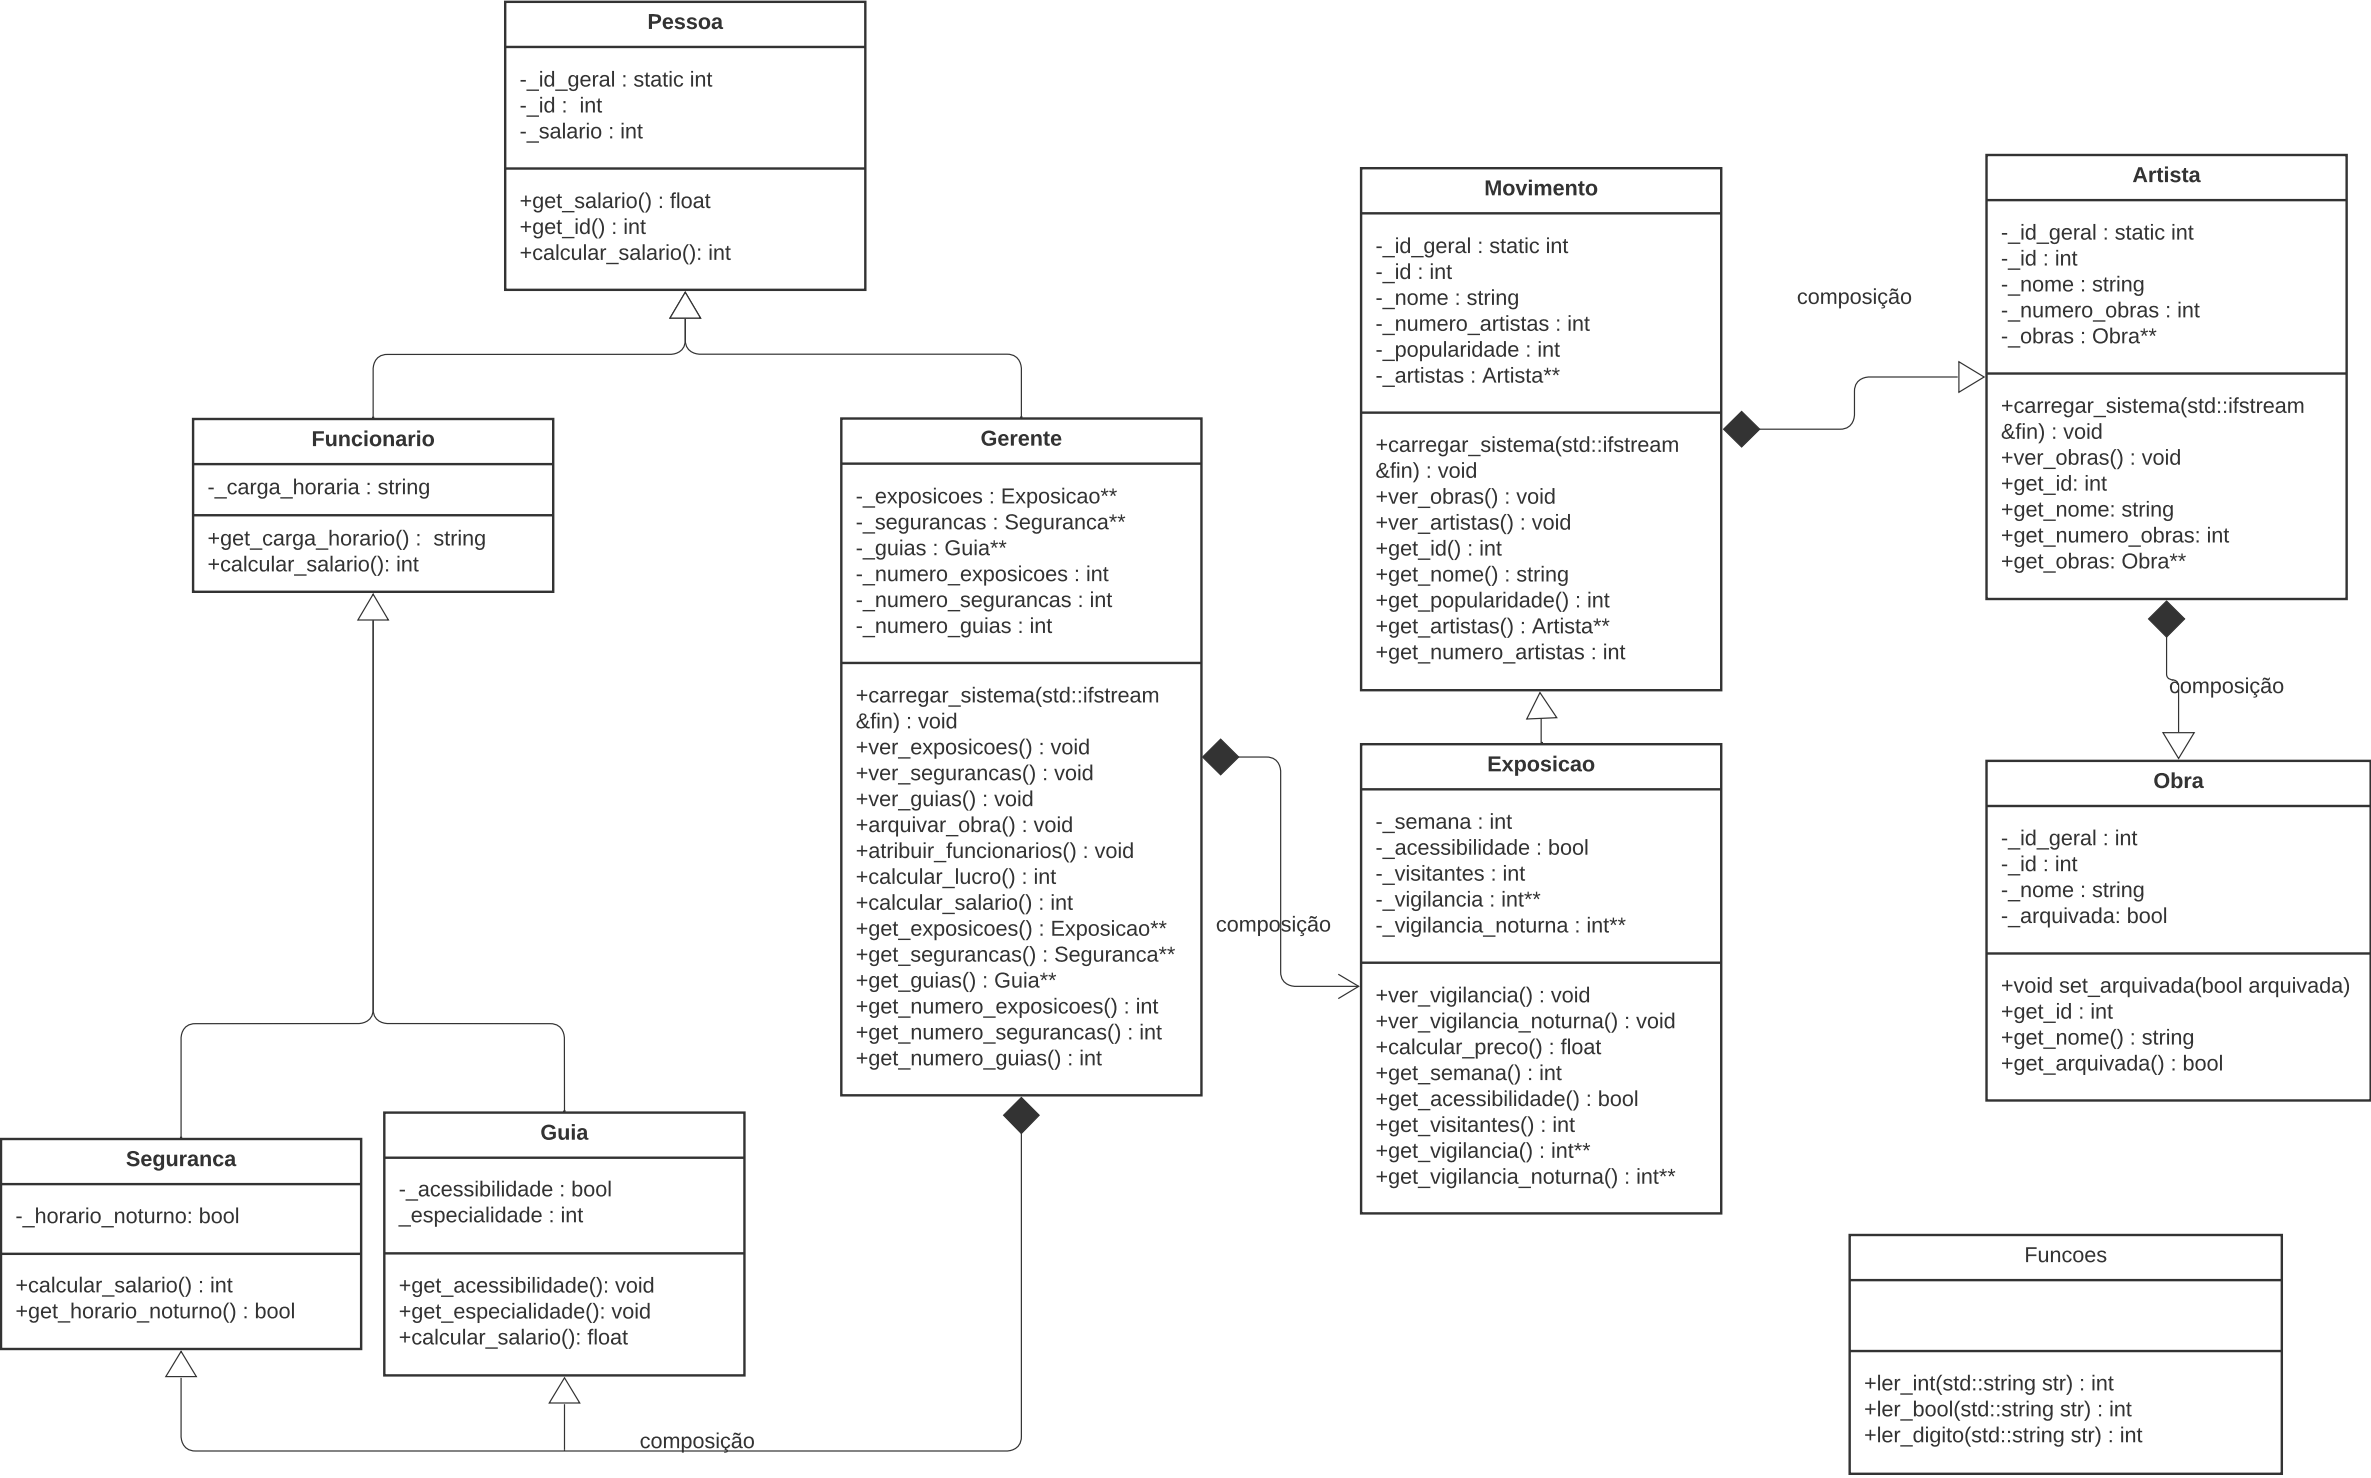 Pessoa
-_id_geral : static int
-_id :  int
-_salario : int
+get_salario() : float
+get_id() : int
+calcular_salario(): int
Funcionario
-_carga_horaria : string
+get_carga_horario() :  string
+calcular_salario(): int
Gerente
-_exposicoes : Exposicao**
-_segurancas : Seguranca**
-_guias : Guia**
-_numero_exposicoes : int
-_numero_segurancas : int
-_numero_guias : int
+carregar_sistema(std::ifstream
&fin) : void
+ver_exposicoes() : void
+ver_segurancas() : void
+ver_guias() : void
+arquivar_obra() : void
+atribuir_funcionarios() : void
+calcular_lucro() : int
+calcular_salario() : int
+get_exposicoes() : Exposicao**
+get_segurancas() : Seguranca**
+get_guias() : Guia**
+get_numero_exposicoes() : int
+get_numero_segurancas() : int
+get_numero_guias() : int
Seguranca
-_horario_noturno: bool
+calcular_salario() : int
+get_horario_noturno() : bool
Guia
-_acessibilidade : bool
_especialidade : int
+get_acessibilidade(): void
+get_especialidade(): void
+calcular_salario(): float
composição
composição
Movimento
-_id_geral : static int
-_id : int
-_nome : string
-_numero_artistas : int
-_popularidade : int
-_artistas : Artista**
+carregar_sistema(std::ifstream
&fin) : void
+ver_obras() : void
+ver_artistas() : void
+get_id() : int
+get_nome() : string
+get_popularidade() : int
+get_artistas() : Artista**
+get_numero_artistas : int
Exposicao
-_semana : int
-_acessibilidade : bool
-_visitantes : int
-_vigilancia : int**
-_vigilancia_noturna : int**
+ver_vigilancia() : void
+ver_vigilancia_noturna() : void
+calcular_preco() : float
+get_semana() : int
+get_acessibilidade() : bool
+get_visitantes() : int
+get_vigilancia() : int**
+get_vigilancia_noturna() : int**
composição
Artista
-_id_geral : static int
-_id : int
-_nome : string
-_numero_obras : int
-_obras : Obra**
+carregar_sistema(std::ifstream
&fin) : void
+ver_obras() : void
+get_id: int
+get_nome: string
+get_numero_obras: int
+get_obras: Obra**
composição
Obra
-_id_geral : int
-_id : int
-_nome : string
-_arquivada: bool
+void set_arquivada(bool arquivada)
+get_id : int
+get_nome() : string
+get_arquivada() : bool
Funcoes
+ler_int(std::string str) : int
+ler_bool(std::string str) : int
+ler_digito(std::string str) : int